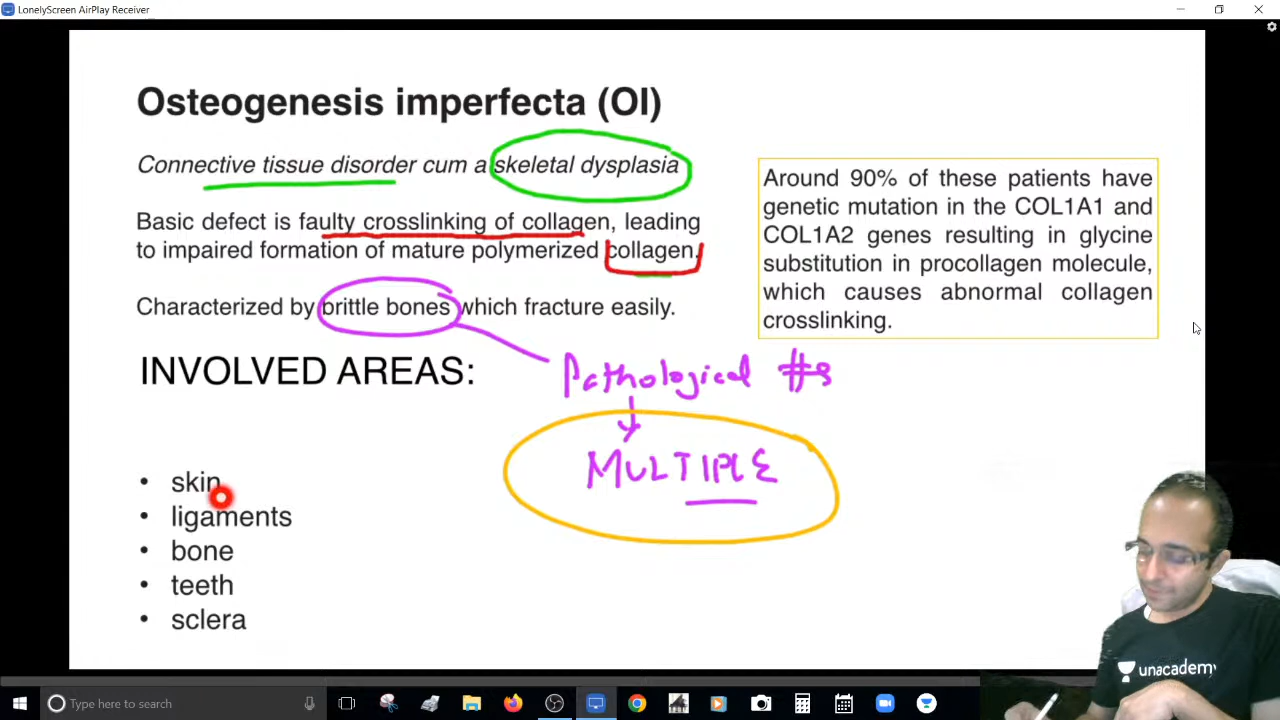 LonelyScreen AirPlay Receiver
Osteogenesis imperfecta (OI)
Connective tissue disorder cum a skeletal dysplasia
Basic defect is faulty crosslinking of collagen, leading
to impaired formation of mature polymerized collagen.
Characterized by brittle bones which fracture easily.
Around 90% of these patients have
genetic mutation in the COL1A1 and
COL1A2 genes resulting in glycine
substitution in procollagen molecule,
which causes abnormal collagen
crosslinking.
INVOLVED AREAS:
Pathological #s
MULTIPLE
• skin
• ligaments
• bone
• teeth
• sclera
unacademy
Type here to search